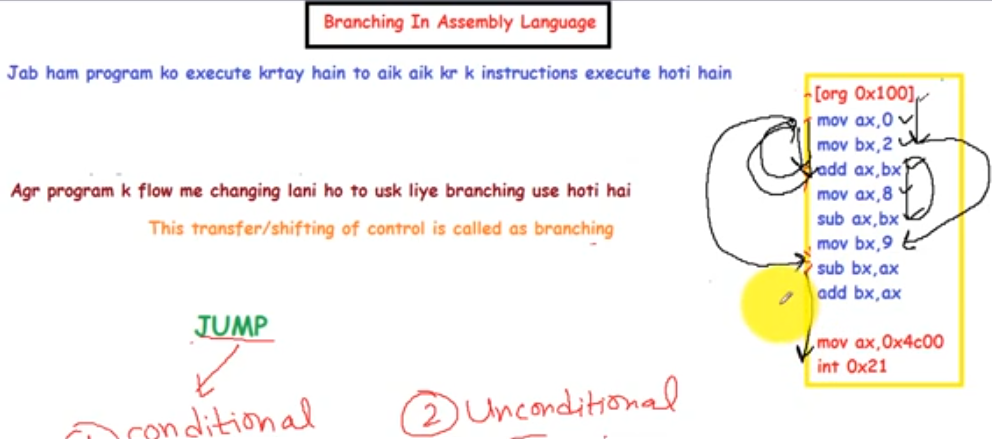 Branching In Assembly Language
Jab ham program ko execute krtay hain to aik aik kr k instructions execute hoti hain
[org 0x100]
mov ax,0
mov bx,2
add ax,bx
mov ax,8
sub ax,bx
mov bx,9
sub bx,ax
add bx,ax
mov ax,0x4c00
int 0x21
Agr program k flow me changing lani ho to usk liye branching use hoti hai
This transfer/shifting of control is called as branching
JUMP
conditional
2 Unconditional